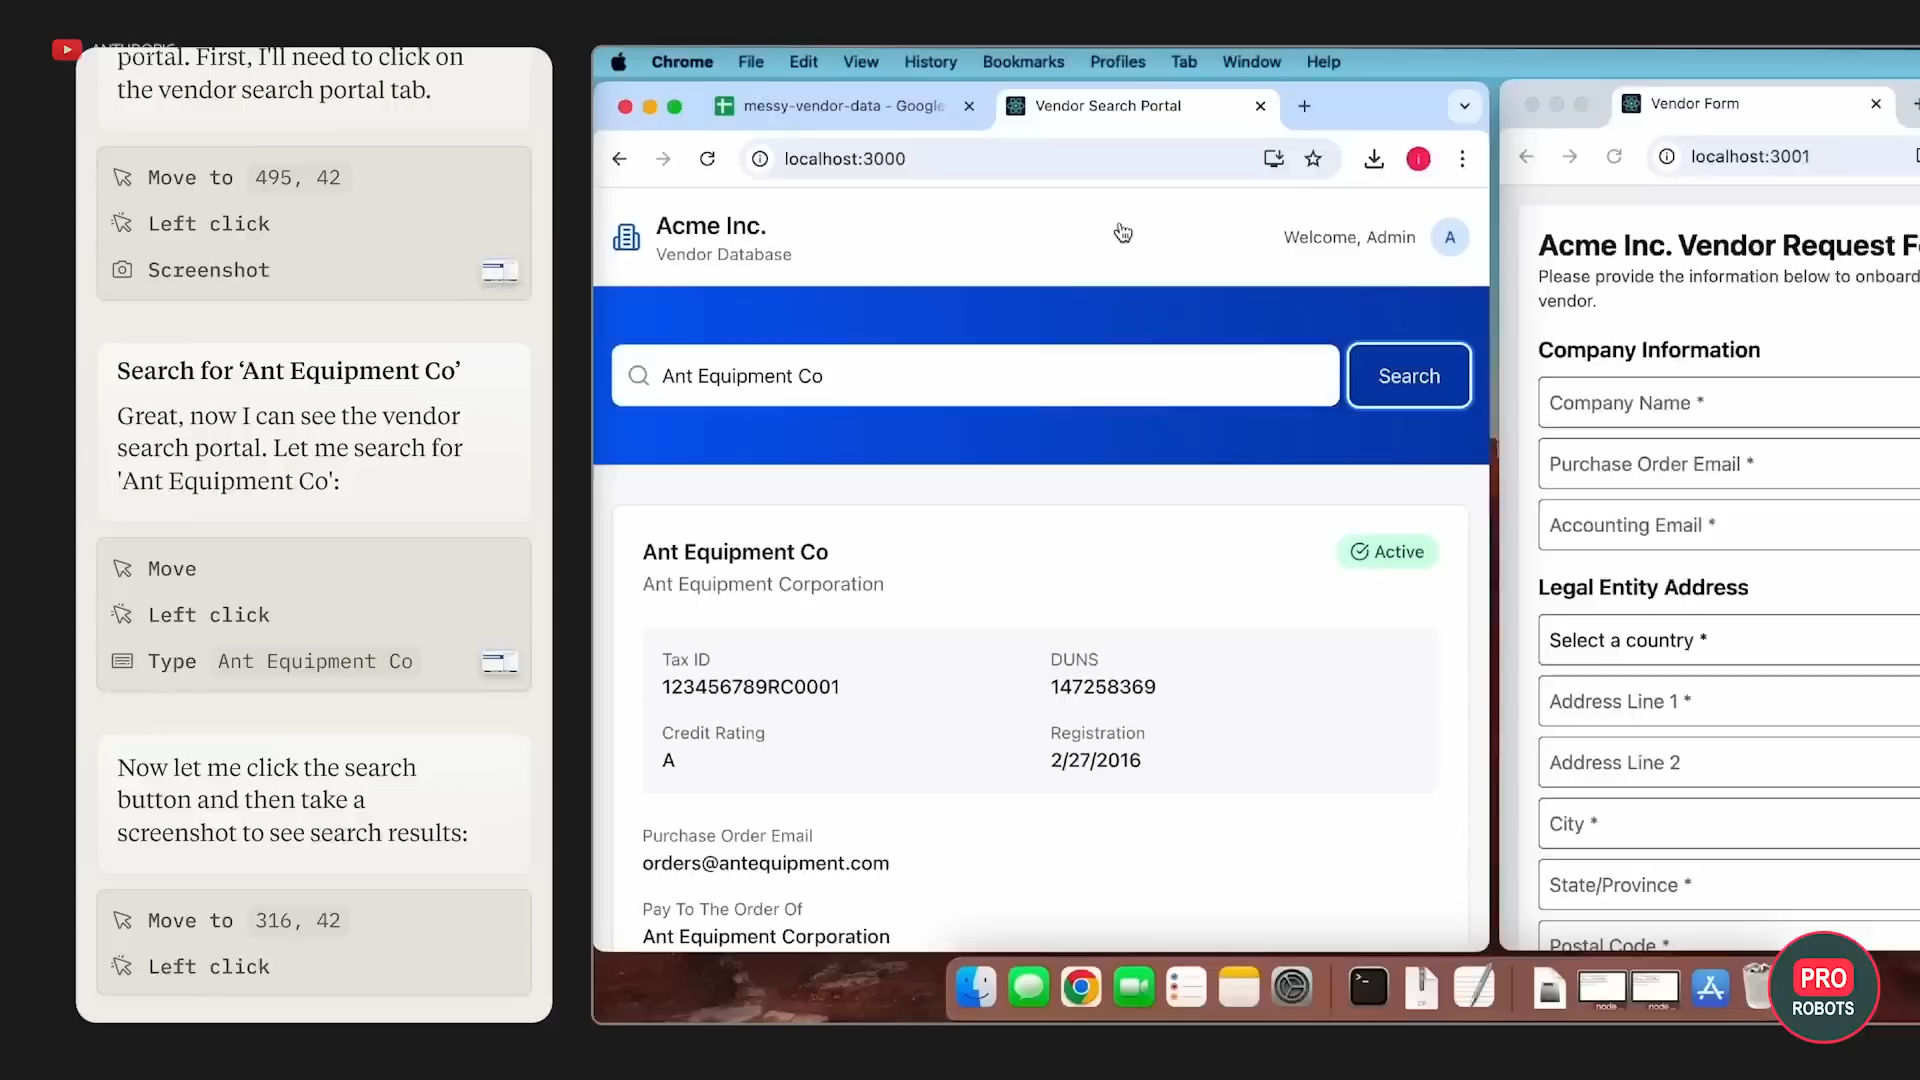 ANTHROPIC
portal. First, I'll need to click on
the vendor search portal tab.
Move to 495, 42
Left click
Screenshot
Search for ‘Ant Equipment Co’
Great, now I can see the vendor
search portal. Let me search for
'Ant Equipment Co':
Move
Left click
Type Ant Equipment Co
Now let me click the search
button and then take a
screenshot to see search results:
Move to 316, 42
Left click
Chrome File Edit View History Bookmarks Profiles Tab Window Help
messy-vendor-data - Google
Vendor Search Portal
localhost:3000
Acme Inc.
Vendor Database
Welcome, Admin A
Ant Equipment Co
Search
Ant Equipment Co
Active
Ant Equipment Corporation
Tax ID
123456789RC0001
DUNS
147258369
Credit Rating
A
Registration
2/27/2016
Purchase Order Email
orders@antequipment.com
Pay To The Order Of
Ant Equipment Corporation
Vendor Form
localhost:3001
Acme Inc. Vendor Request F
Please provide the information below to onboard
vendor.
Company Information
Company Name *
Purchase Order Email *
Accounting Email *
Legal Entity Address
Select a country *
Address Line 1 *
Address Line 2
City *
State/Province *
Postal Code *
PRO
ROBOTS